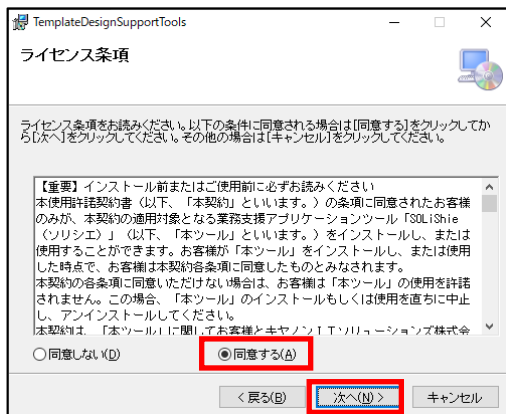 TemplateDesignSupportTools
ライセンス条項
ライセンス条項をお読みください。以下の条件に同意される場合は[同意する]をクリックしてか
ら[次へ]をクリックしてください。その他の場合は[キャンセル]をクリックしてください。
【重要】インストール前またはご使用前に必ずお読みください
本使用許諾契約書（以下、「本契約」といいます。）の条項に同意されたお客様
のみが、本契約の適用対象となる業務支援アプリケーションツール「SOLiShie
（ソリシエ）」（以下、「本ツール」といいます。）をインストールし、または
使用することができます。お客様が「本ツール」をインストールし、または使用
した時点で、お客様は本契約各条項に同意したものとみなされます。
本契約の各条項に同意いただけない場合は、お客様は「本ツール」の使用を許諾
されません。この場合、「本ツール」のインストールもしくは使用を直ちに中止
し、アンインストールしてください。
本契約は、「本ツール」に関してお客様とキヤノンＩＴソリューションズ株式会
同意しない(D)
同意する(A)
< 戻る(B)
次へ(N) >
キャンセル